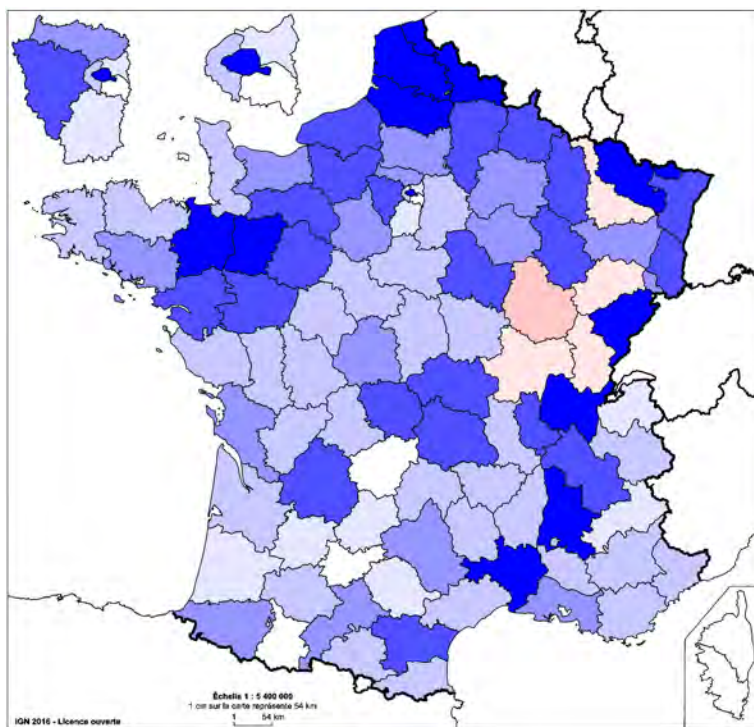 Échelle 1 : 5 400 000
1 cm sur la carte représente 54 km
1 54 km
IGN 2016 - Licence ouverte